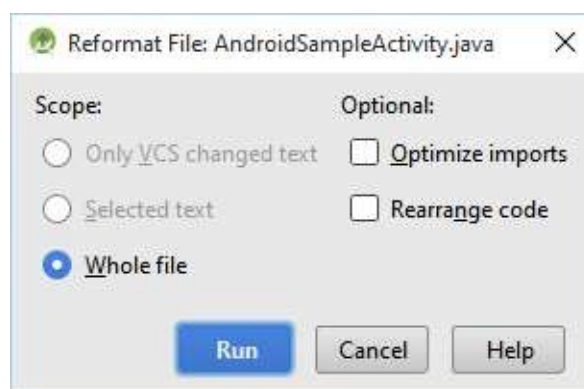 Reformat File: AndroidSampleActivity.java
Scope:
Optional:
Only VCS changed text
Optimize imports
Selected text
Rearrange code
Whole file
Run
Cancel
Help